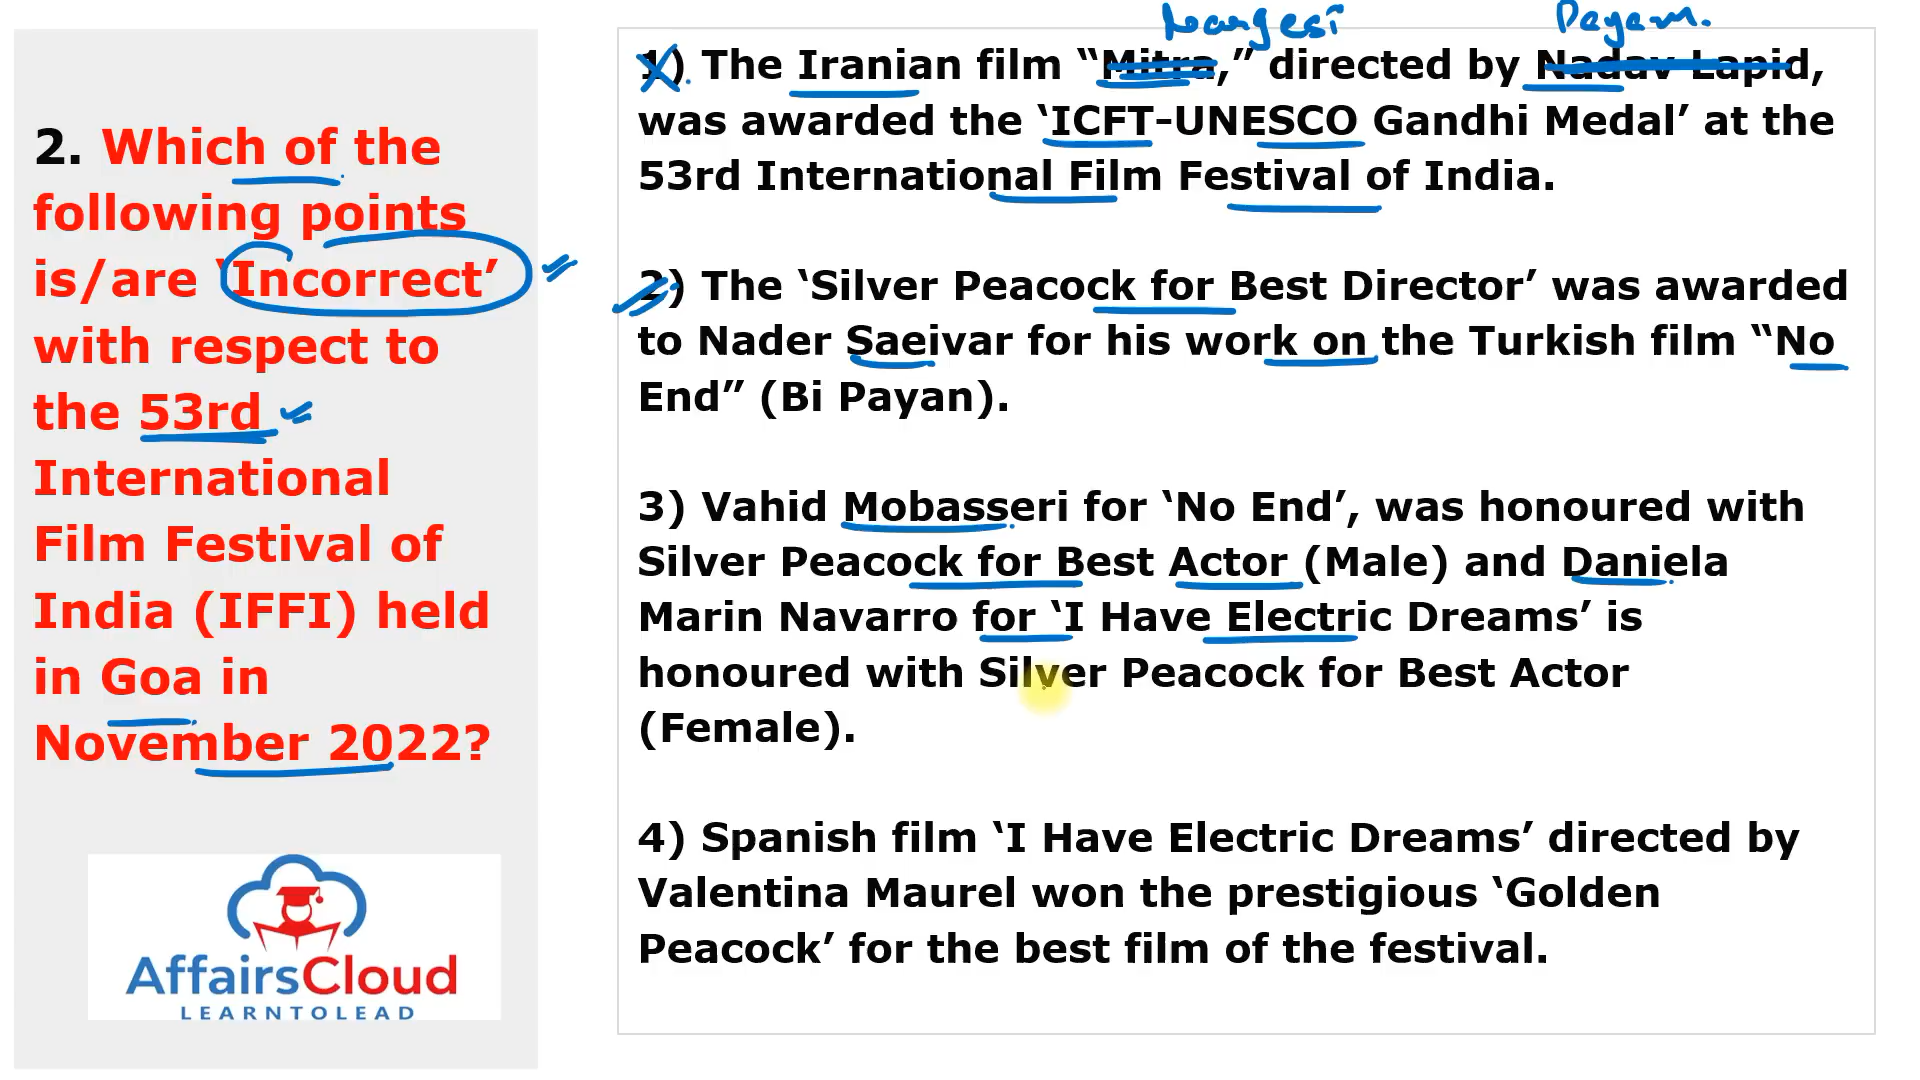 2. Which of the
following points
is/are ‘Incorrect’
with respect to
the 53rd
International
Film Festival of
India (IFFI) held
in Goa in
November 2022?
AffairsCloud
LEARNTOLEAD
Nargesi Payam.
1) The Iranian film “Mitra,” directed by Nadav Lapid,
was awarded the ‘ICFT-UNESCO Gandhi Medal’ at the
53rd International Film Festival of India.
2) The ‘Silver Peacock for Best Director’ was awarded
to Nader Saeivar for his work on the Turkish film “No
End” (Bi Payan).
3) Vahid Mobasseri for ‘No End’, was honoured with
Silver Peacock for Best Actor (Male) and Daniela
Marin Navarro for ‘I Have Electric Dreams’ is
honoured with Silver Peacock for Best Actor
(Female).
4) Spanish film ‘I Have Electric Dreams’ directed by
Valentina Maurel won the prestigious ‘Golden
Peacock’ for the best film of the festival.